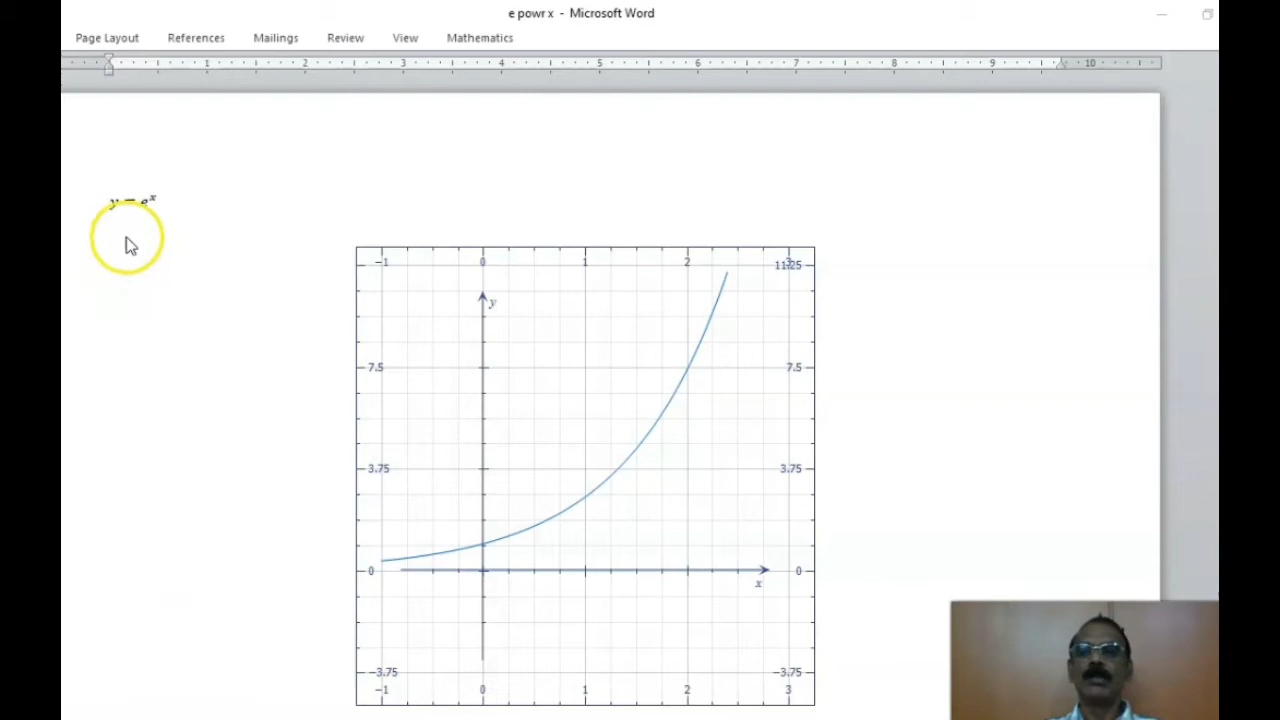 e powr x - Microsoft Word
Page Layout References Mailings Review View Mathematics
1 2 3 4 5 6 7 8 9 10
y = e^x
-1 0 1 2 3
11.25
y
7.5 7.5
3.75 3.75
0 0
x
-3.75 -3.75
-1 0 1 2 3